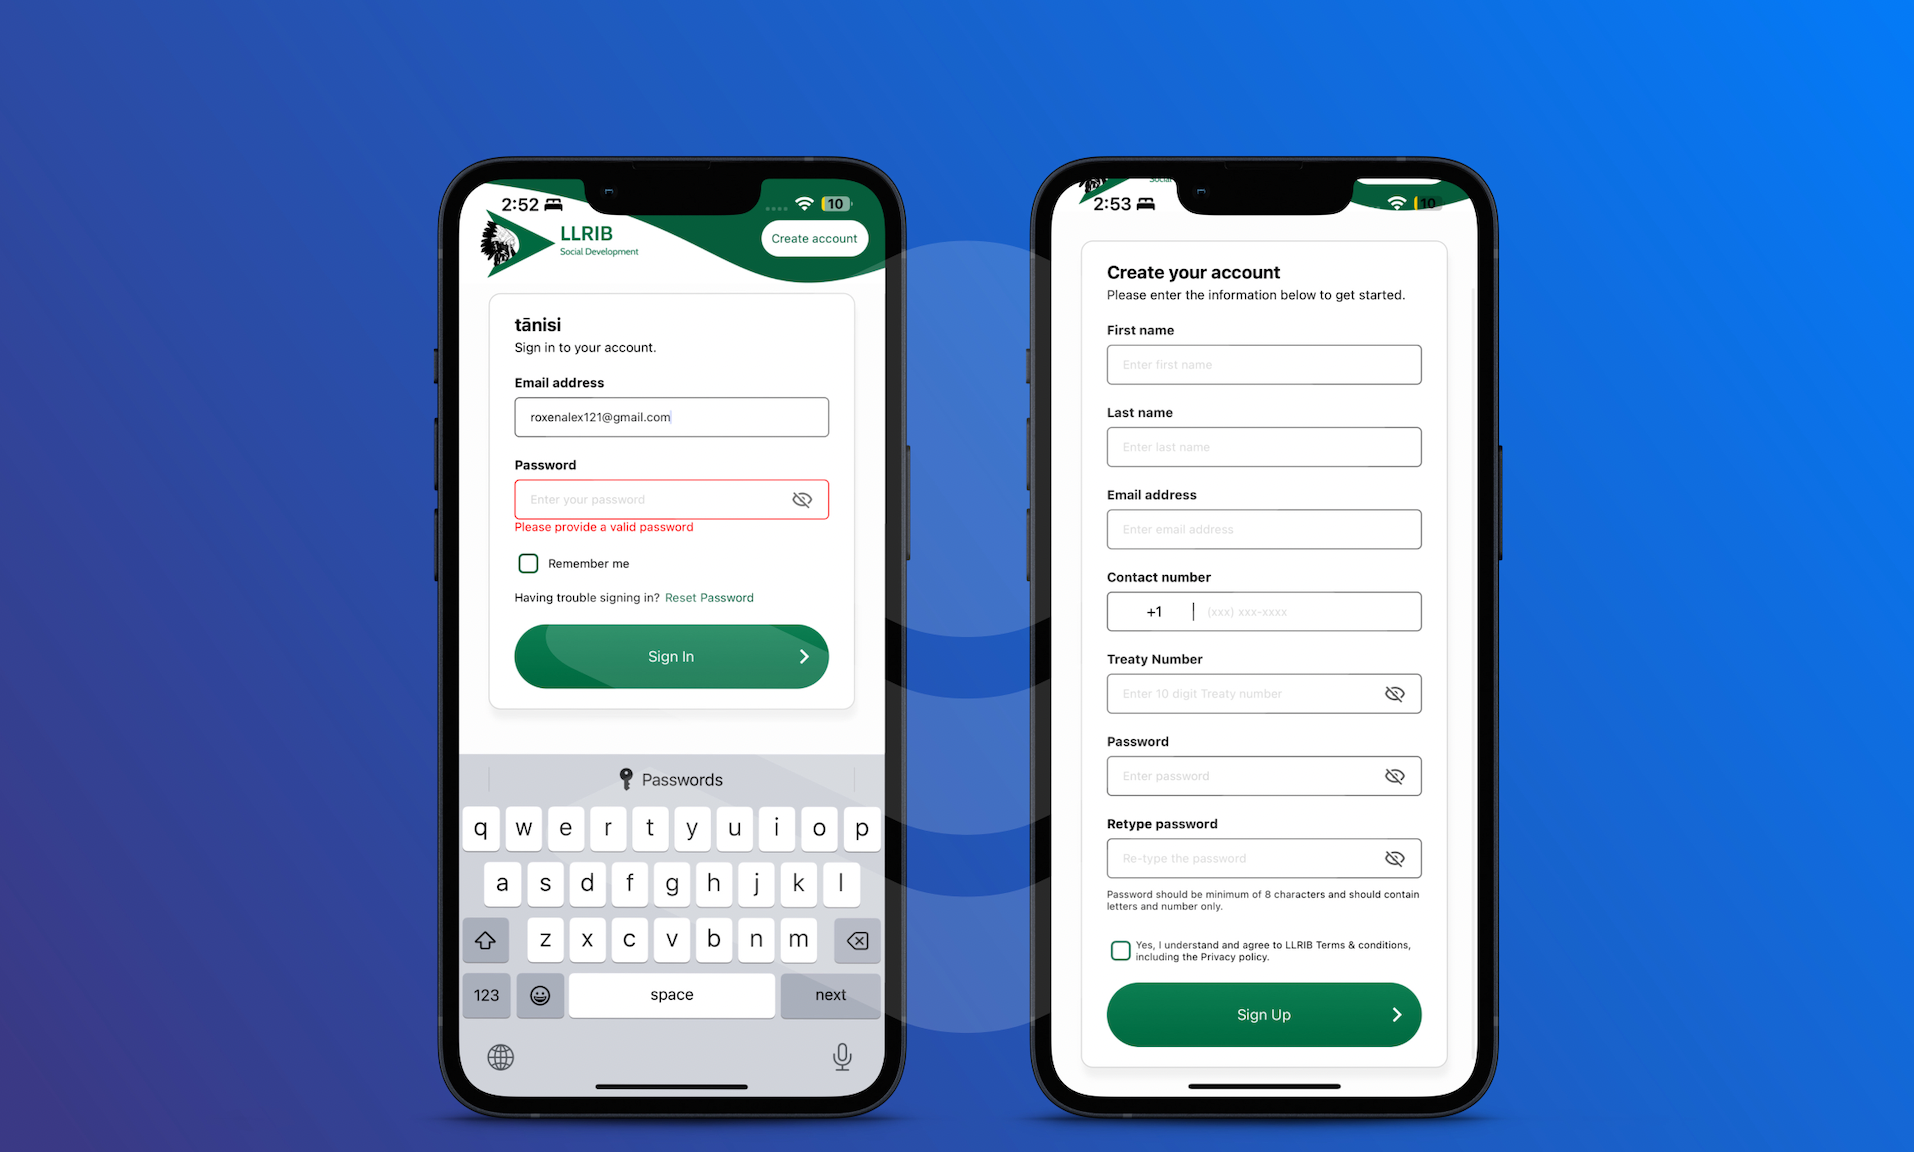 2:52
10
LLRIB
Social Development
Create account
tānisi
Sign in to your account.
Email address
roxenalex121@gmail.com
Password
Enter your password
Please provide a valid password
Remember me
Having trouble signing in? Reset Password
Sign In
Passwords
q w e r t y u i o p
a s d f g h j k l
z x c v b n m
123 space next
Social
2:53
10
Create your account
Please enter the information below to get started.
First name
Enter first name
Last name
Enter last name
Email address
Enter email address
Contact number
+1 (xxx) xxx-xxxx
Treaty Number
Enter 10 digit Treaty number
Password
Enter password
Retype password
Re-type the password
Password should be minimum of 8 characters and should contain
letters and number only.
Yes, I understand and agree to LLRIB Terms & conditions,
including the Privacy policy.
Sign Up